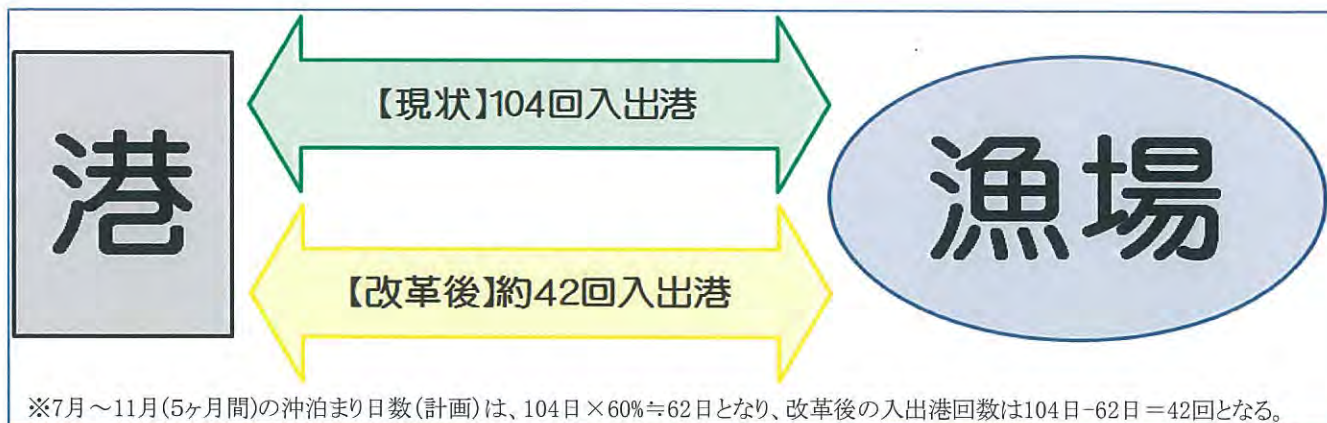 港
【現状】104回入出港
漁場
【改革後】約42回入出港
※7月～11月(5ヶ月間)の沖泊まり日数(計画)は、104日×60%≒62日となり、改革後の入出港回数は104日-62日＝42回となる。